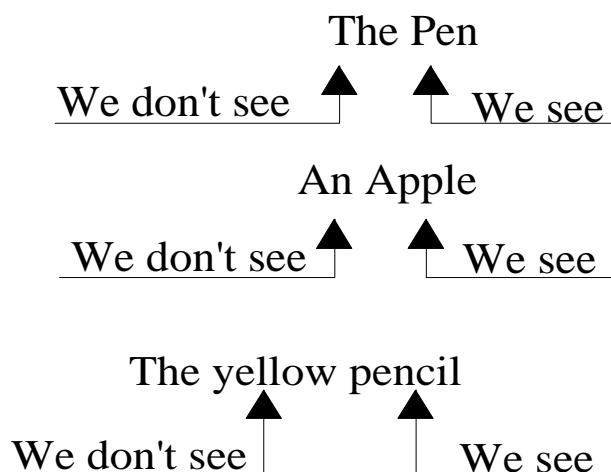 The Pen
We don't see We see
An Apple
We don't see We see
The yellow pencil
We don't see We see